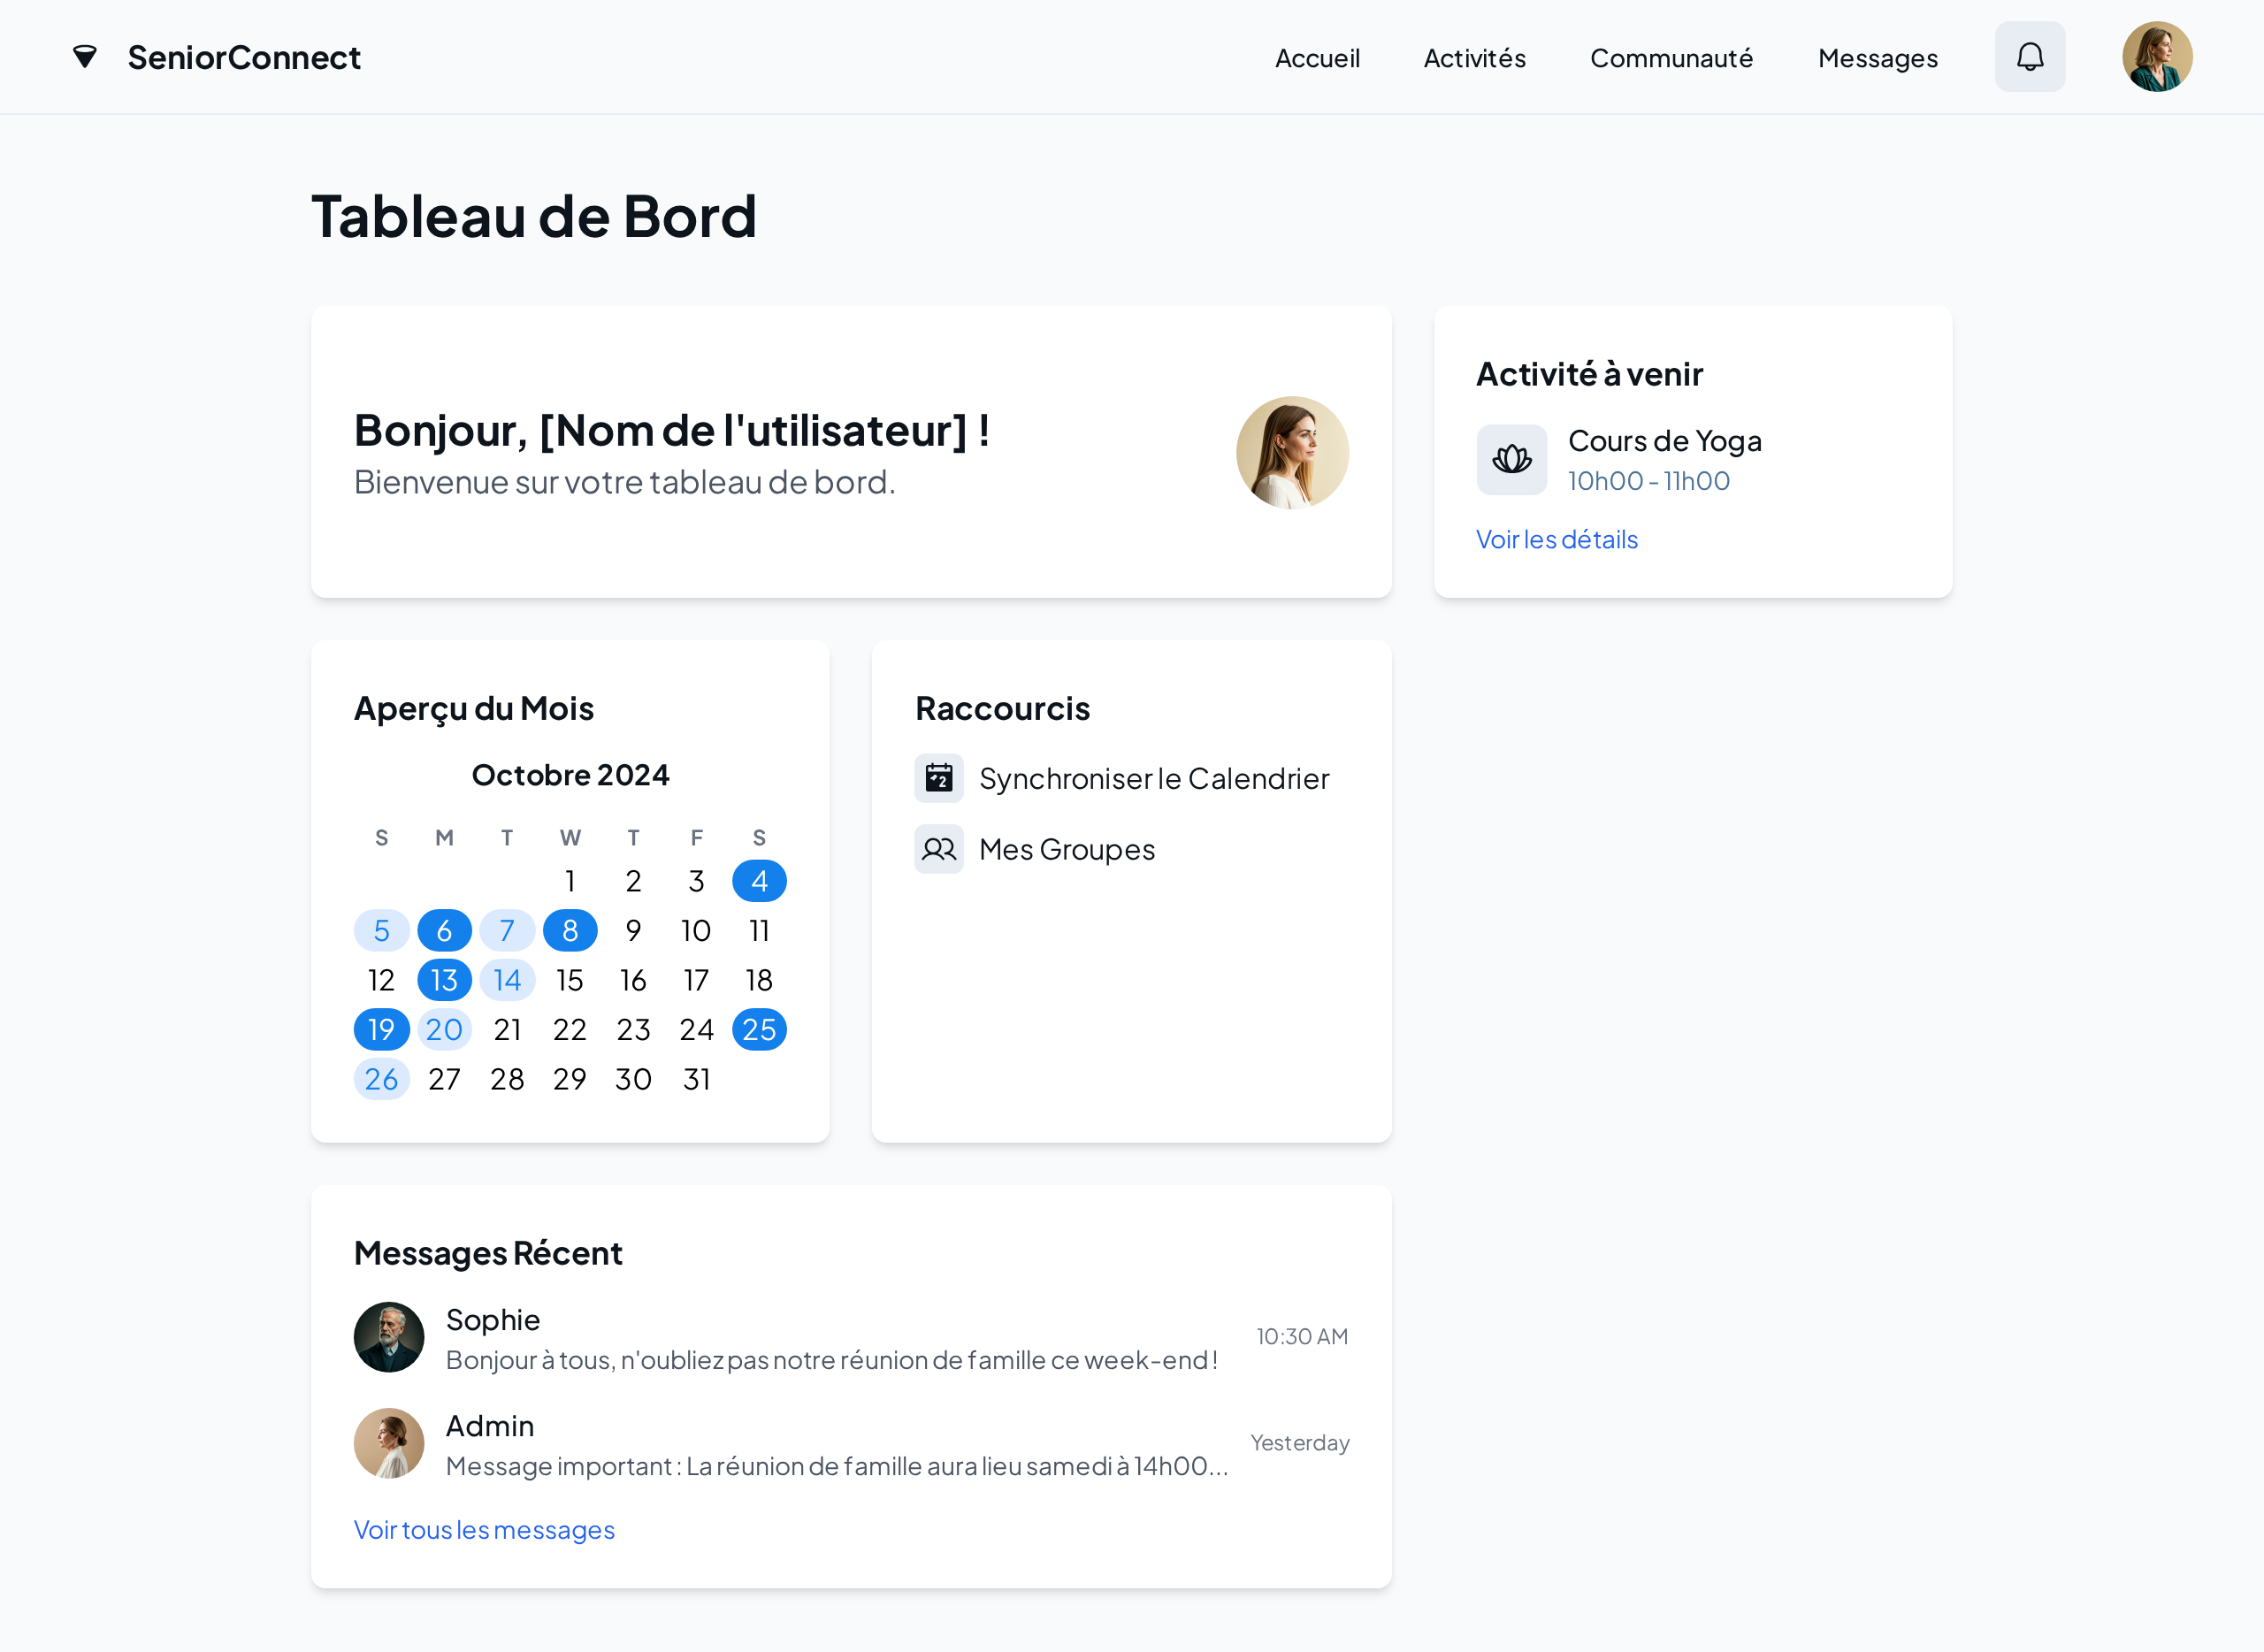 SeniorConnect
Accueil
Activités
Communauté
Messages
Tableau de Bord
Bonjour, [Nom de l'utilisateur] !
Bienvenue sur votre tableau de bord.
Activité à venir
Cours de Yoga
10h00 - 11h00
Voir les détails
Aperçu du Mois
Octobre 2024
S M T W T F S
1 2 3 4
5 6 7 8 9 10 11
12 13 14 15 16 17 18
19 20 21 22 23 24 25
26 27 28 29 30 31
Raccourcis
2
Synchroniser le Calendrier
Mes Groupes
Messages Récent
Sophie
10:30 AM
Bonjour à tous, n'oubliez pas notre réunion de famille ce week-end !
Admin
Yesterday
Message important : La réunion de famille aura lieu samedi à 14h00...
Voir tous les messages